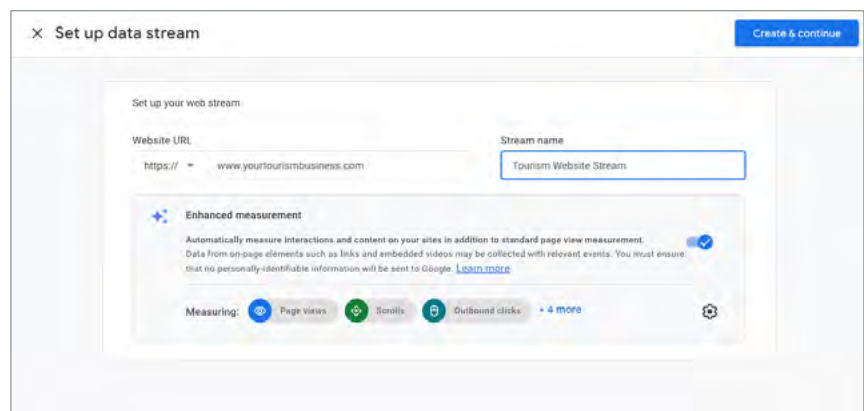 Set up data stream
Create & continue
Set up your web stream
Website URL
Stream name
https://
www.yourtourismbusiness.com
Tourism Website Stream
Enhanced measurement
Automatically measure interactions and content on your sites in addition to standard page view measurement.
Data from on-page elements such as links and embedded videos may be collected with relevant events. You must ensure
that no personally-identifiable information will be sent to Google. Learn more
Measuring: Page views Scrolls Outbound clicks + 4 more